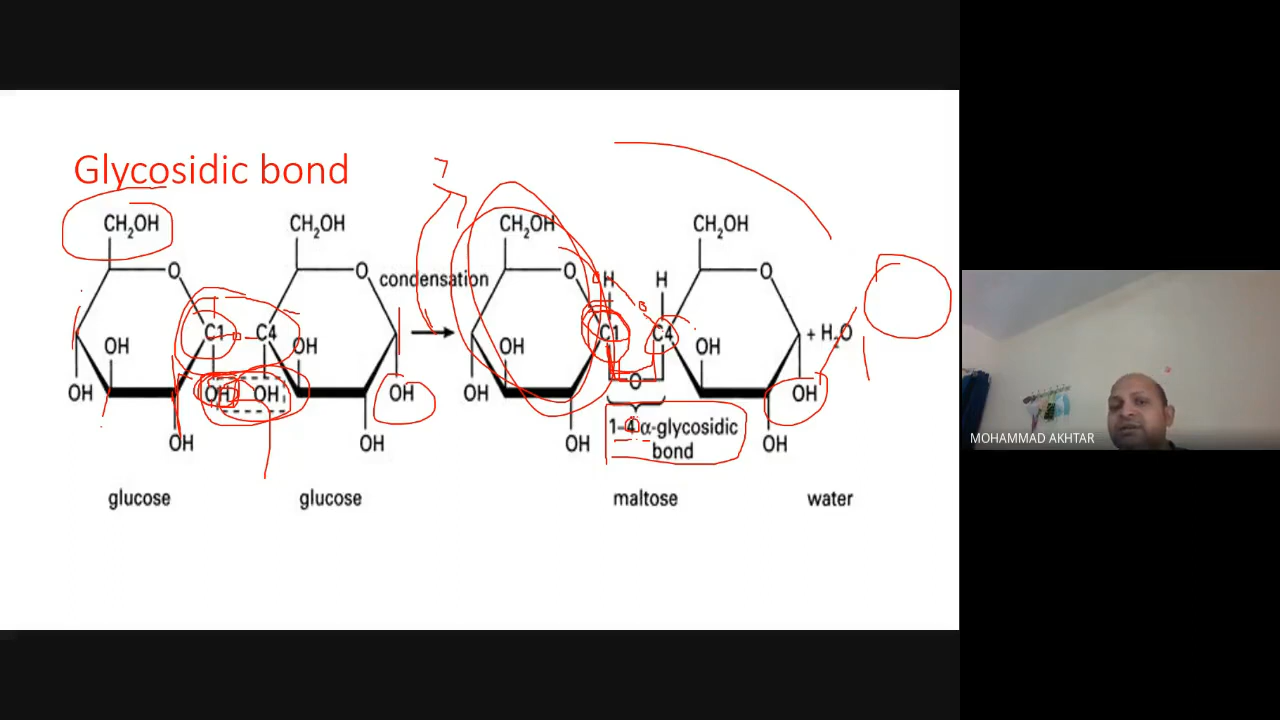 Glycosidic bond
CH₂OH CH₂OH CH₂OH CH₂OH
O O condensation O H H O
C1 C4 C1 C4 + H₂O
OH OH OH OH
OH OH OH OH OH O OH
1-4 α-glycosidic
bond
OH OH OH OH
glucose glucose maltose water
MOHAMMAD AKHTAR